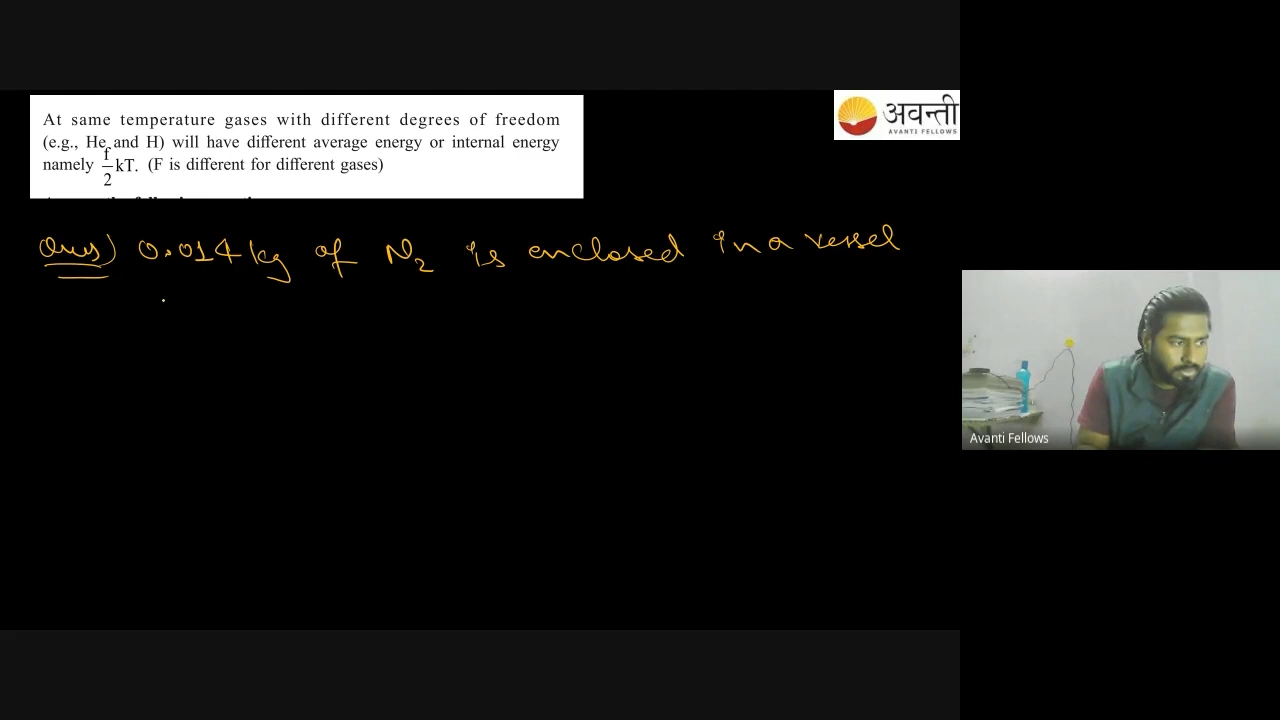 At same temperature gases with different degrees of freedom
(e.g., He and H) will have different average energy or internal energy
namely f/2 kT. (F is different for different gases)
अवन्ती
AVANTI FELLOWS
Ques) 0.014 kg of N₂ is enclosed in a vessel
Avanti Fellows